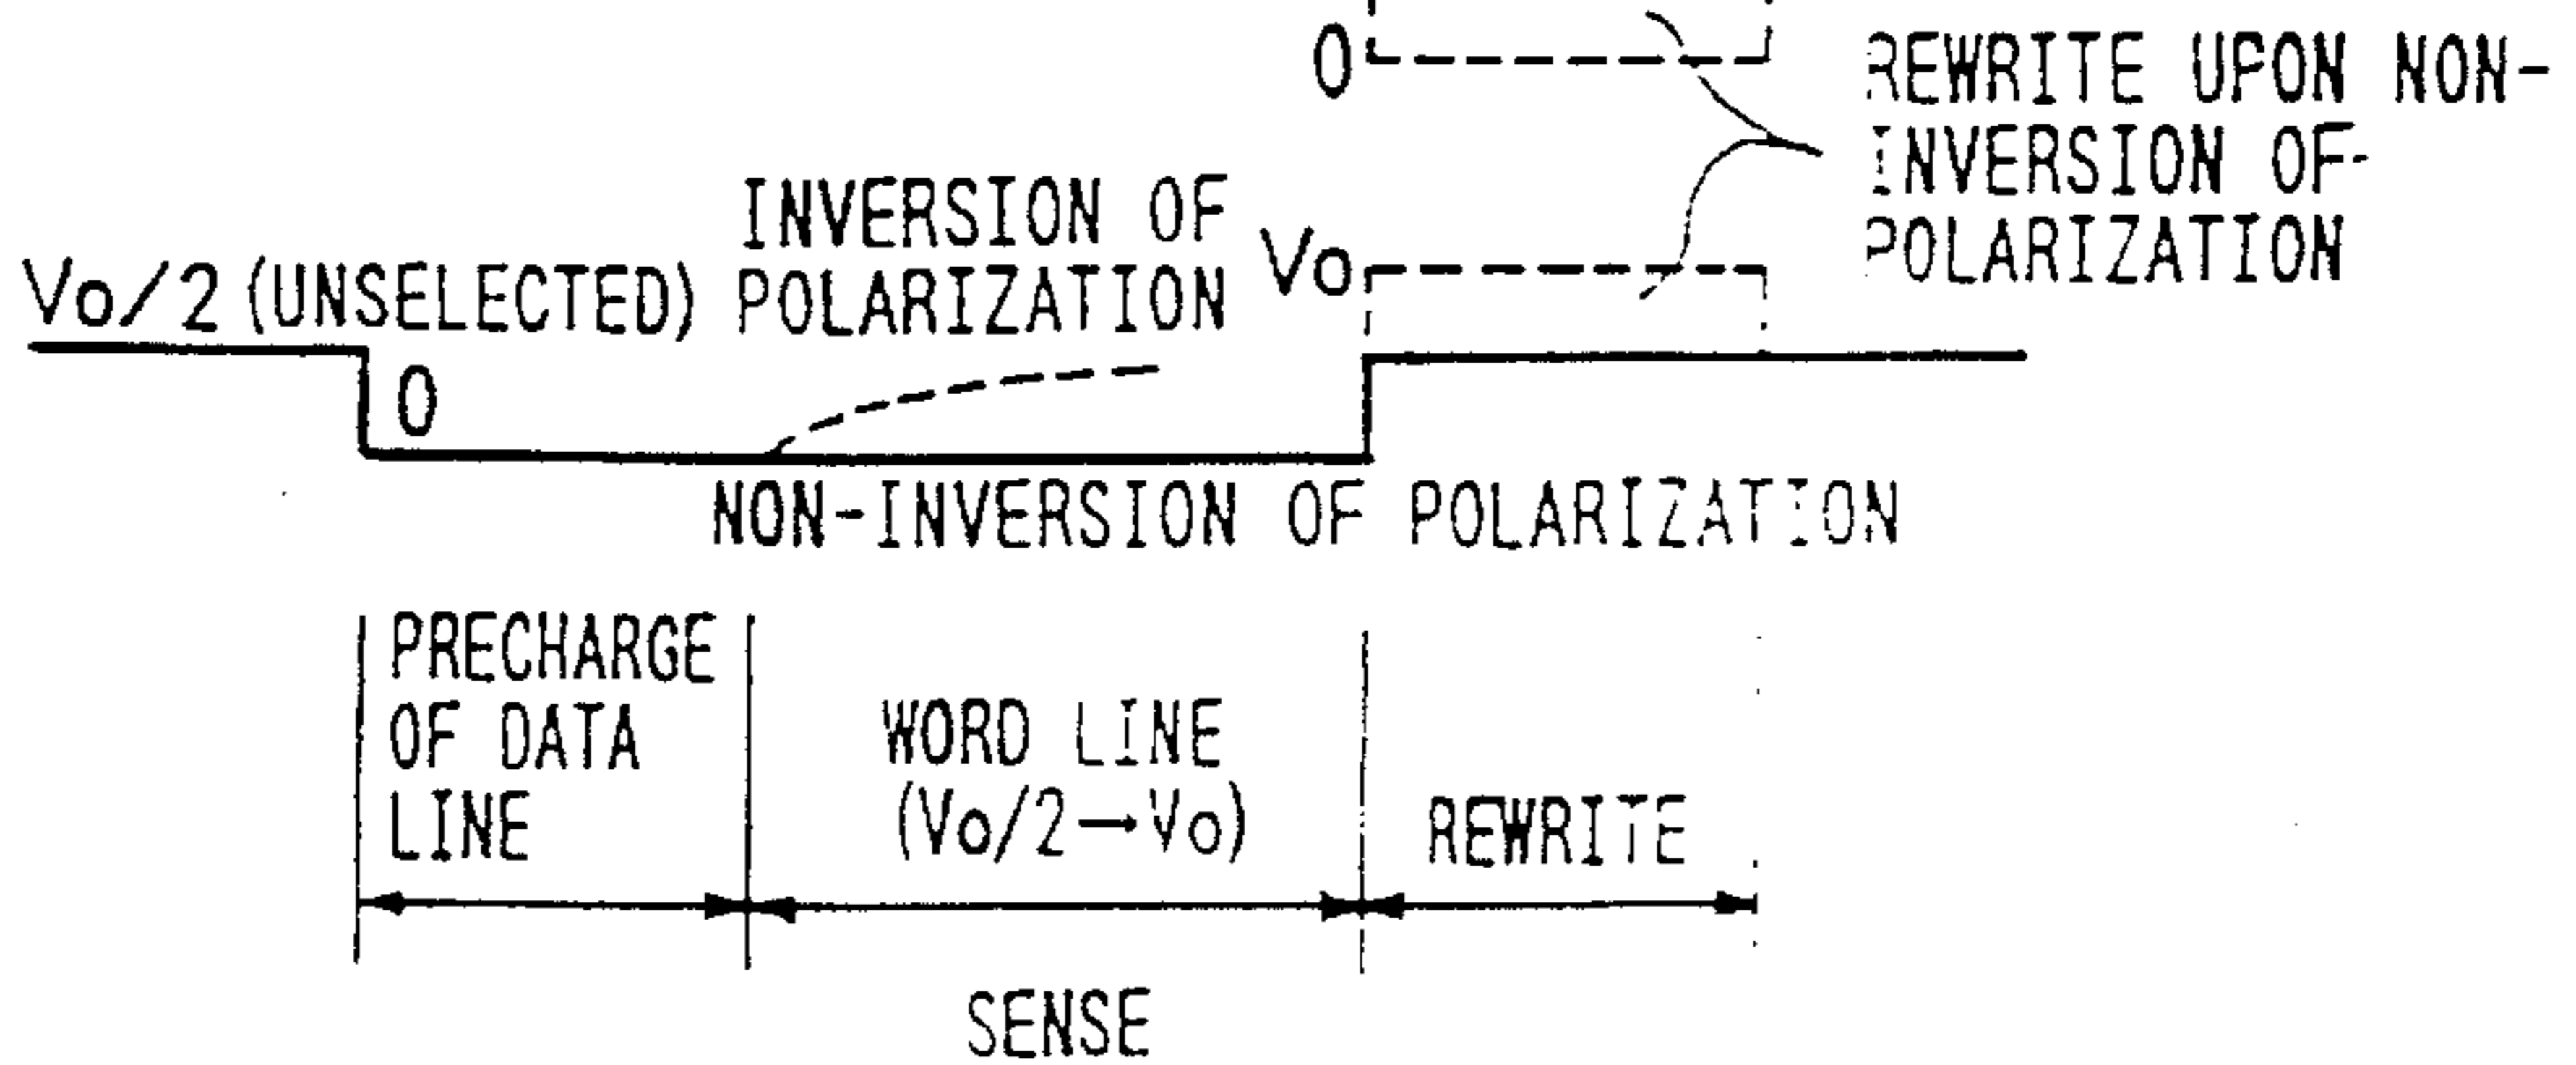 0
REWRITE UPON NON-
INVERSION OF
POLARIZATION
INVERSION OF
POLARIZATION
Vo/2 (UNSELECTED)
Vo
0
NON-INVERSION OF POLARIZATION
PRECHARGE
OF DATA
LINE
WORD LINE
(Vo/2→Vo)
REWRITE
SENSE